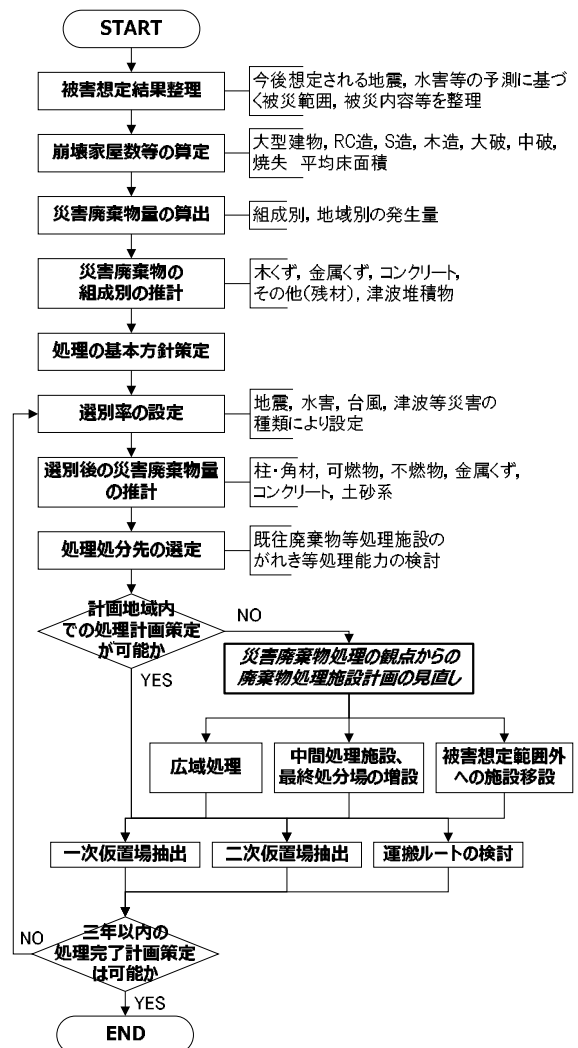 START
被害想定結果整理
今後想定される地震, 水害等の予測に基づ
く被災範囲, 被災内容等を整理
崩壊家屋数等の算定
大型建物, RC造, S造, 木造, 大破, 中破,
焼失 平均床面積
災害廃棄物量の算出
組成別, 地域別の発生量
災害廃棄物の
組成別の推計
木くず, 金属くず, コンクリート,
その他(残材), 津波堆積物
処理の基本方針策定
選別率の設定
地震, 水害, 台風, 津波等災害の
種類により設定
選別後の災害廃棄物量
の推計
柱・角材, 可燃物, 不燃物, 金属くず,
コンクリート, 土砂系
処理処分先の選定
既往廃棄物等処理施設の
がれき等処理能力の検討
計画地域内
での処理計画策定
が可能か
NO
YES
災害廃棄物処理の観点からの
廃棄物処理施設計画の見直し
広域処理
中間処理施設、
最終処分場の増設
被害想定範囲外
への施設移設
一次仮置場抽出
二次仮置場抽出
運搬ルートの検討
三年以内の
処理完了計画策定
は可能か
NO
YES
END